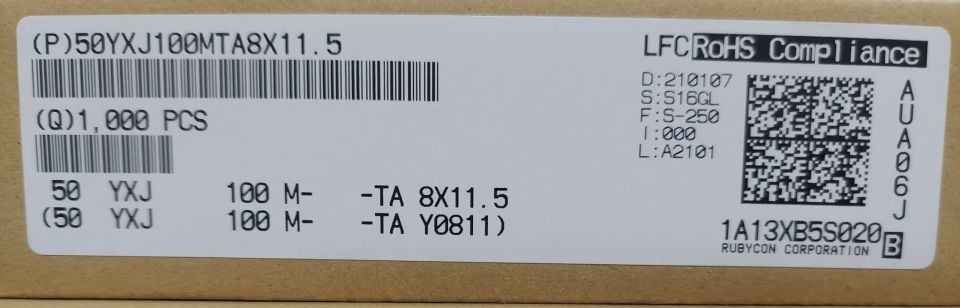 (P)50YXJ100MTA8X11.5
LFC RoHS Compliance
D:210107
S:S16GL
F:S-250
I:000
L:A2101
AUA06J
(Q)1,000 PCS
50 YXJ 100 M- -TA 8X11.5
(50 YXJ 100 M- -TA Y0811)
1A13XB5S020 B
RUBYCON CORPORATION